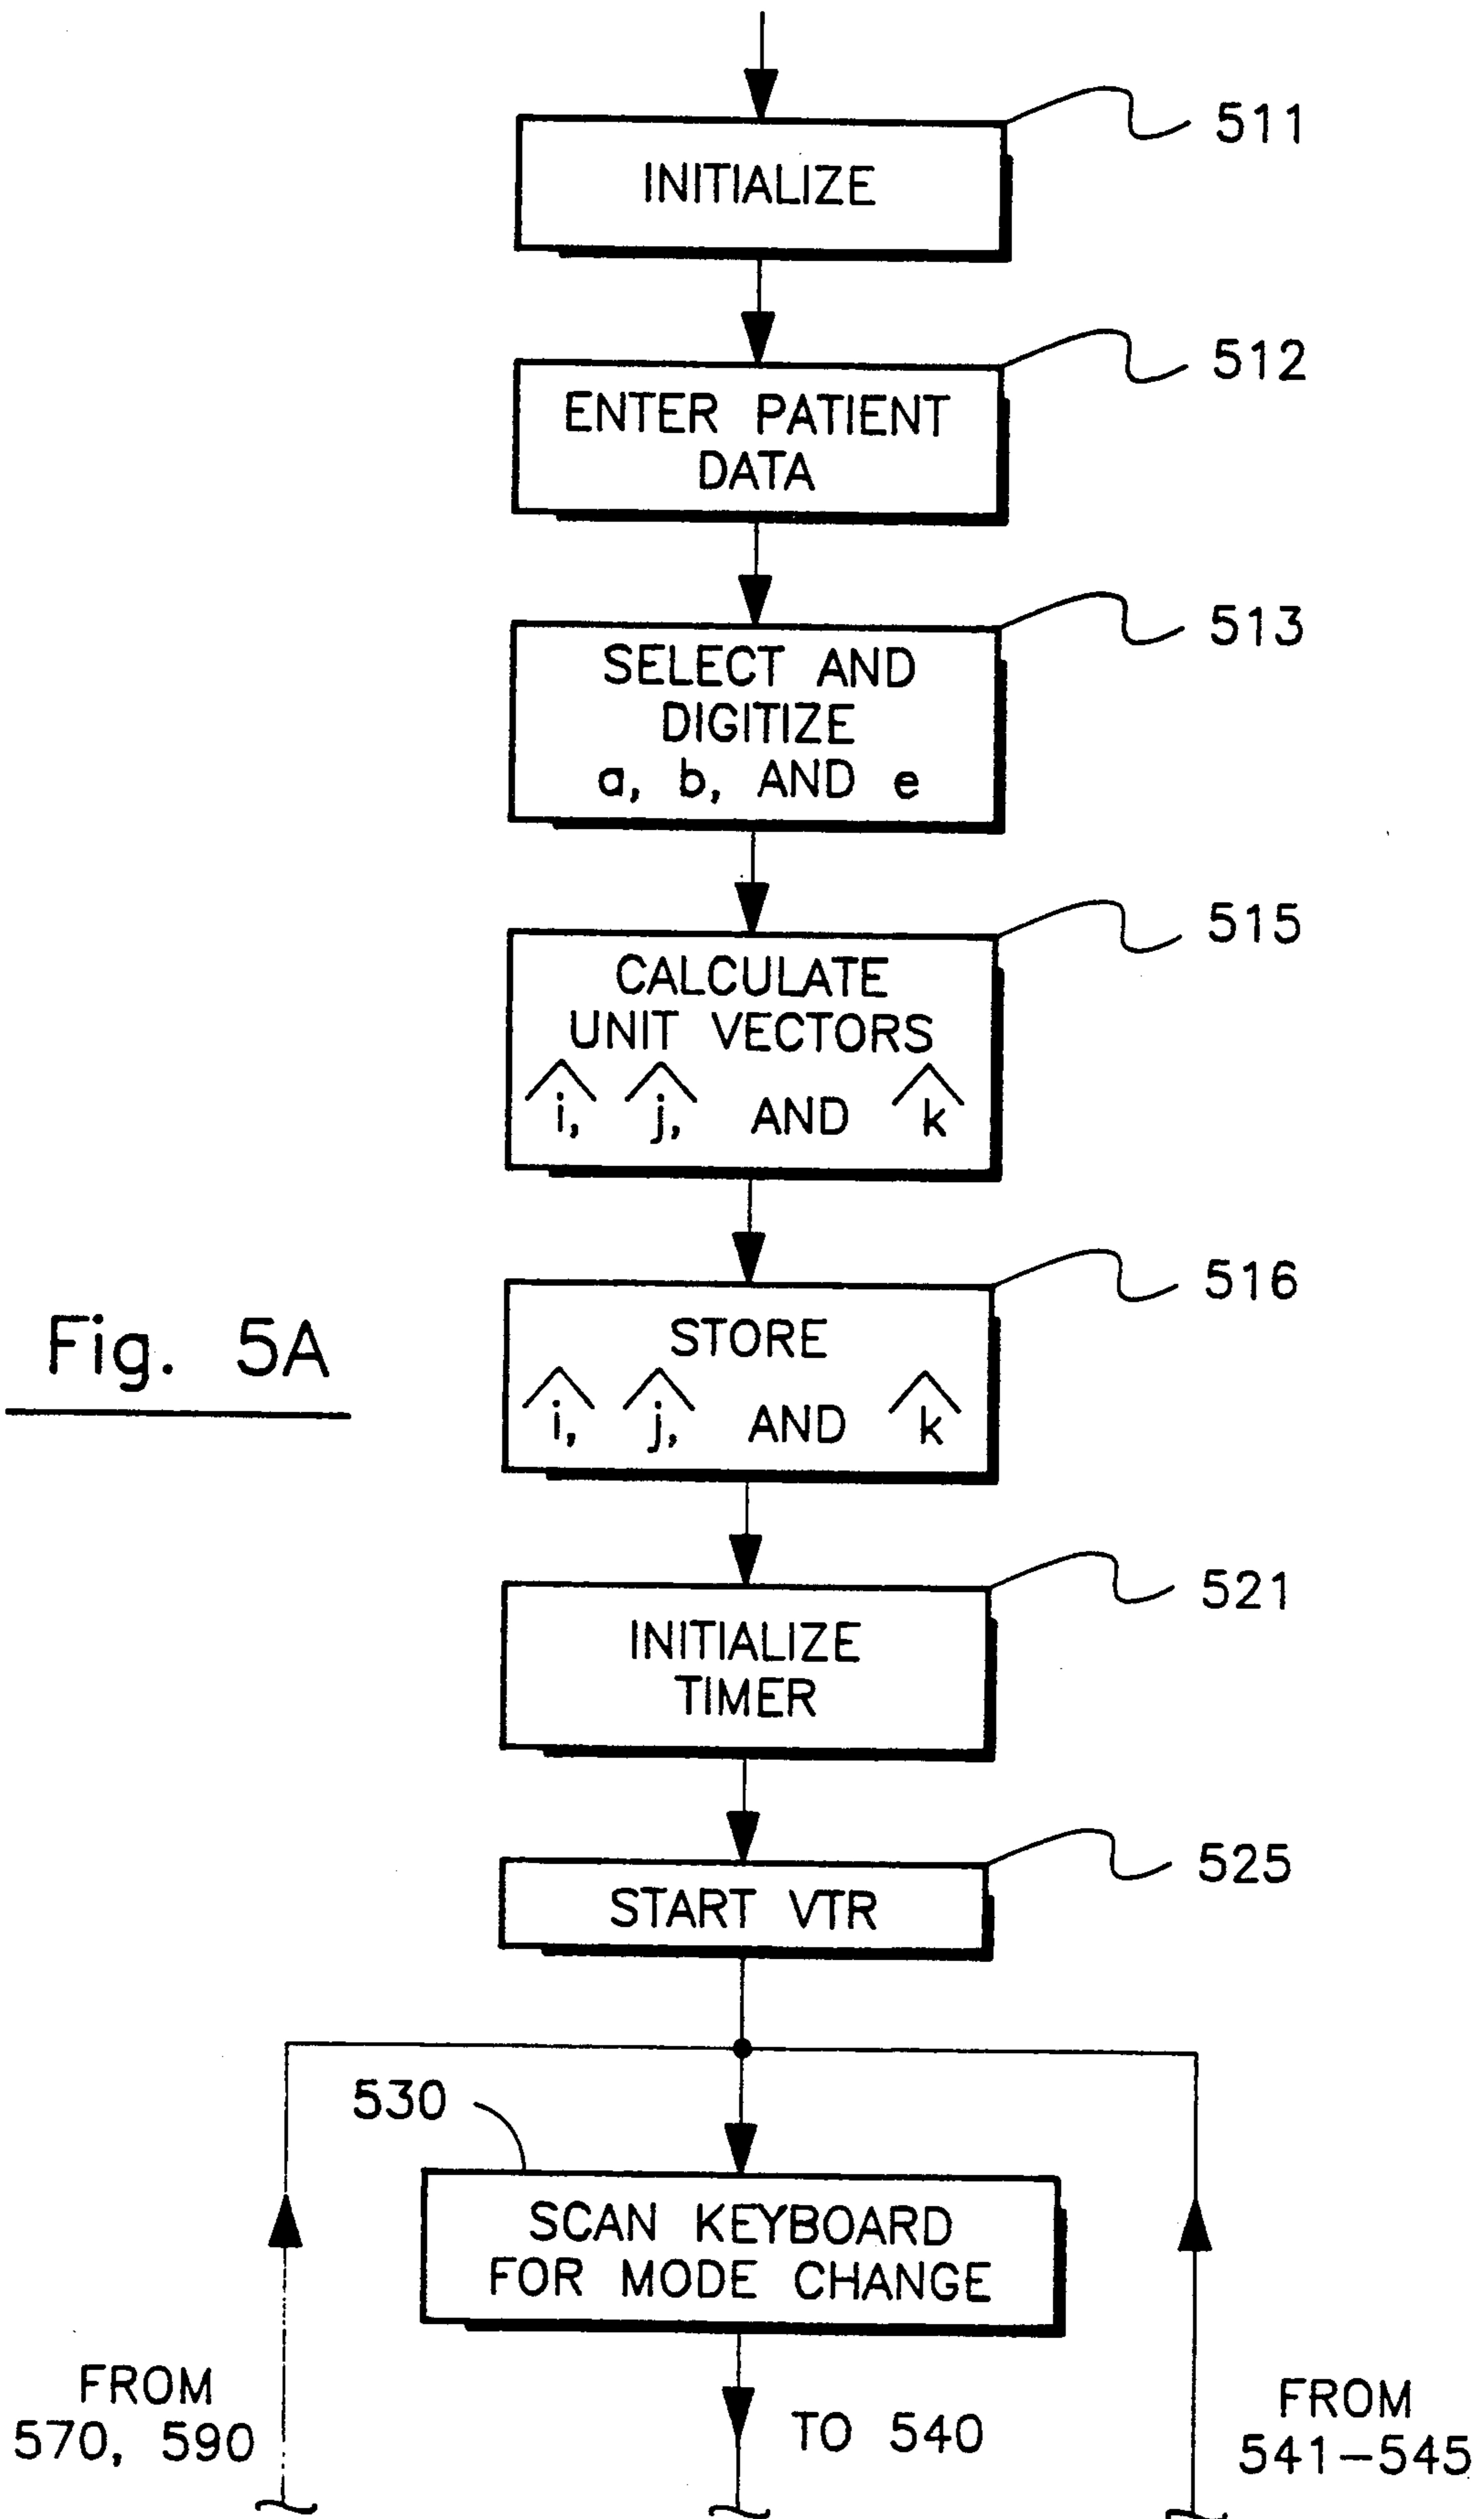 511
INITIALIZE
512
ENTER PATIENT
DATA
513
SELECT AND
DIGITIZE
a, b, AND e
515
CALCULATE
UNIT VECTORS
î, ĵ, AND k̂
516
STORE
î, ĵ, AND k̂
Fig. 5A
521
INITIALIZE
TIMER
525
START VTR
530
SCAN KEYBOARD
FOR MODE CHANGE
FROM
570, 590
TO 540
FROM
541-545